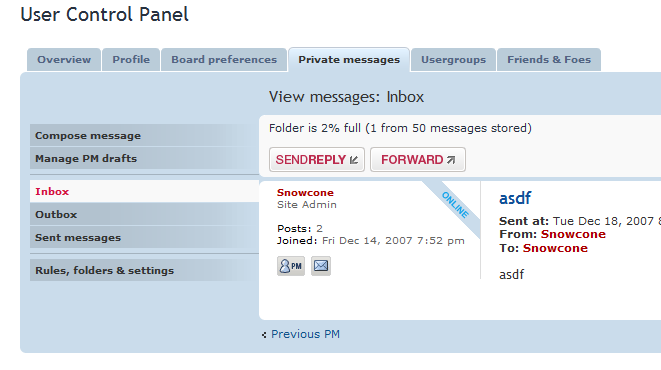 User Control Panel
Overview Profile Board preferences Private messages Usergroups Friends & Foes
View messages: Inbox
Compose message
Manage PM drafts
Inbox
Outbox
Sent messages
Rules, folders & settings
Folder is 2% full (1 from 50 messages stored)
SENDREPLY FORWARD
Snowcone
Site Admin
Posts: 2
Joined: Fri Dec 14, 2007 7:52 pm
PM
ONLINE
asdf
Sent at: Tue Dec 18, 2007
From: Snowcone
To: Snowcone
asdf
Previous PM